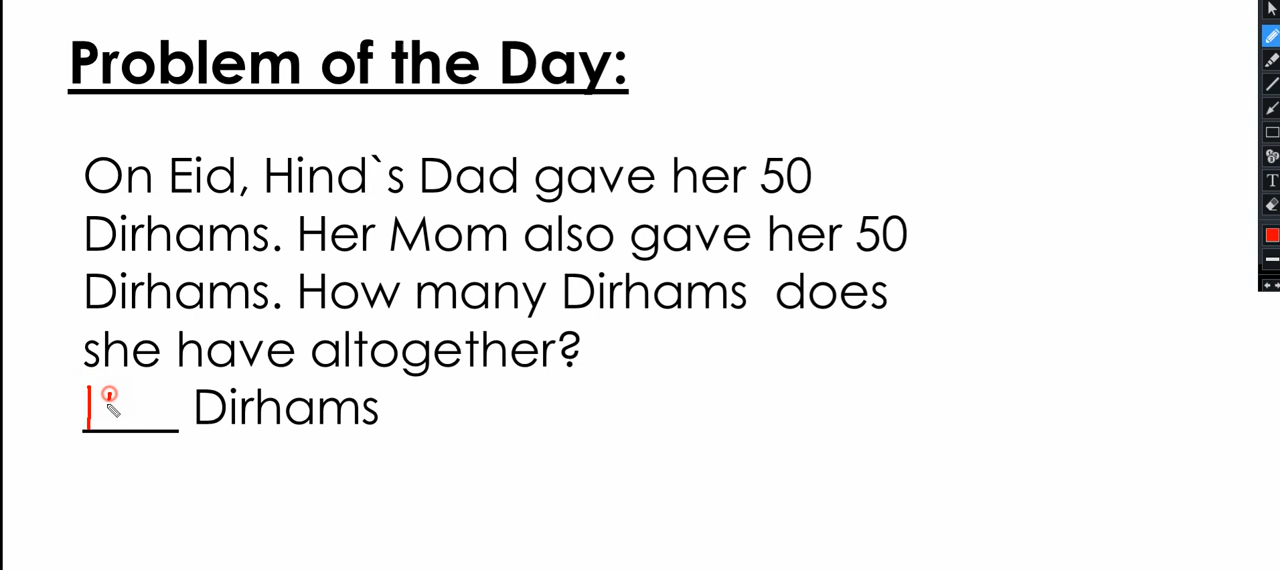 Problem of the Day:
On Eid, Hind`s Dad gave her 50
Dirhams. Her Mom also gave her 50
Dirhams. How many Dirhams  does
she have altogether?
____ Dirhams